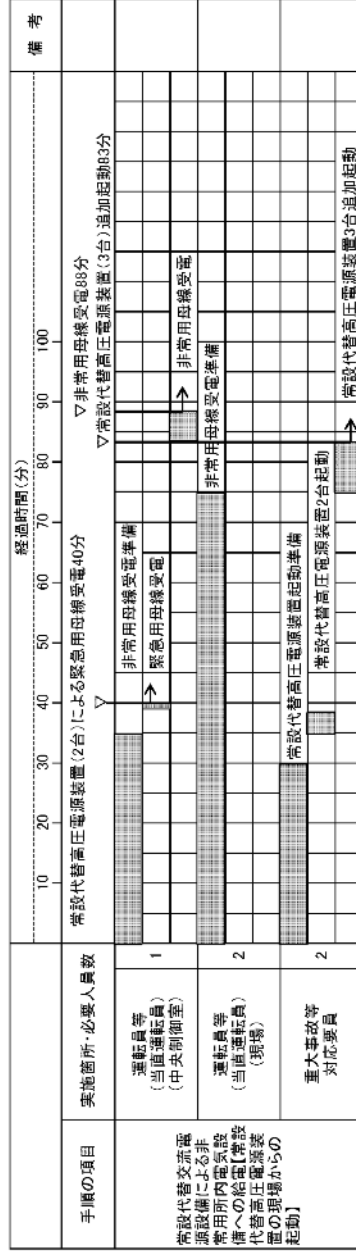 手順の項目
実施箇所・必要人員数
経過時間(分)
備 考
10 20 30 40 50 60 70 80 90 100
常設代替高圧電源装置(2台)による緊急用母線受電40分
▽
▽非常用母線受電88分
▽常設代替高圧電源装置(3台)追加起動83分
常設代替交流電
源設備による非
常用所内電気設
備への給電【常設
代替高圧電源装
置の現場からの
起動】
運転員等
(当直運転員)
(中央制御室)
1
非常用母線受電準備
緊急用母線受電
非常用母線受電
運転員等
(当直運転員)
(現場)
2
非常用母線受電準備
重大事故等
対応要員
2
常設代替高圧電源装置起動準備
常設代替高圧電源装置2台起動
常設代替高圧電源装置3台追加起動